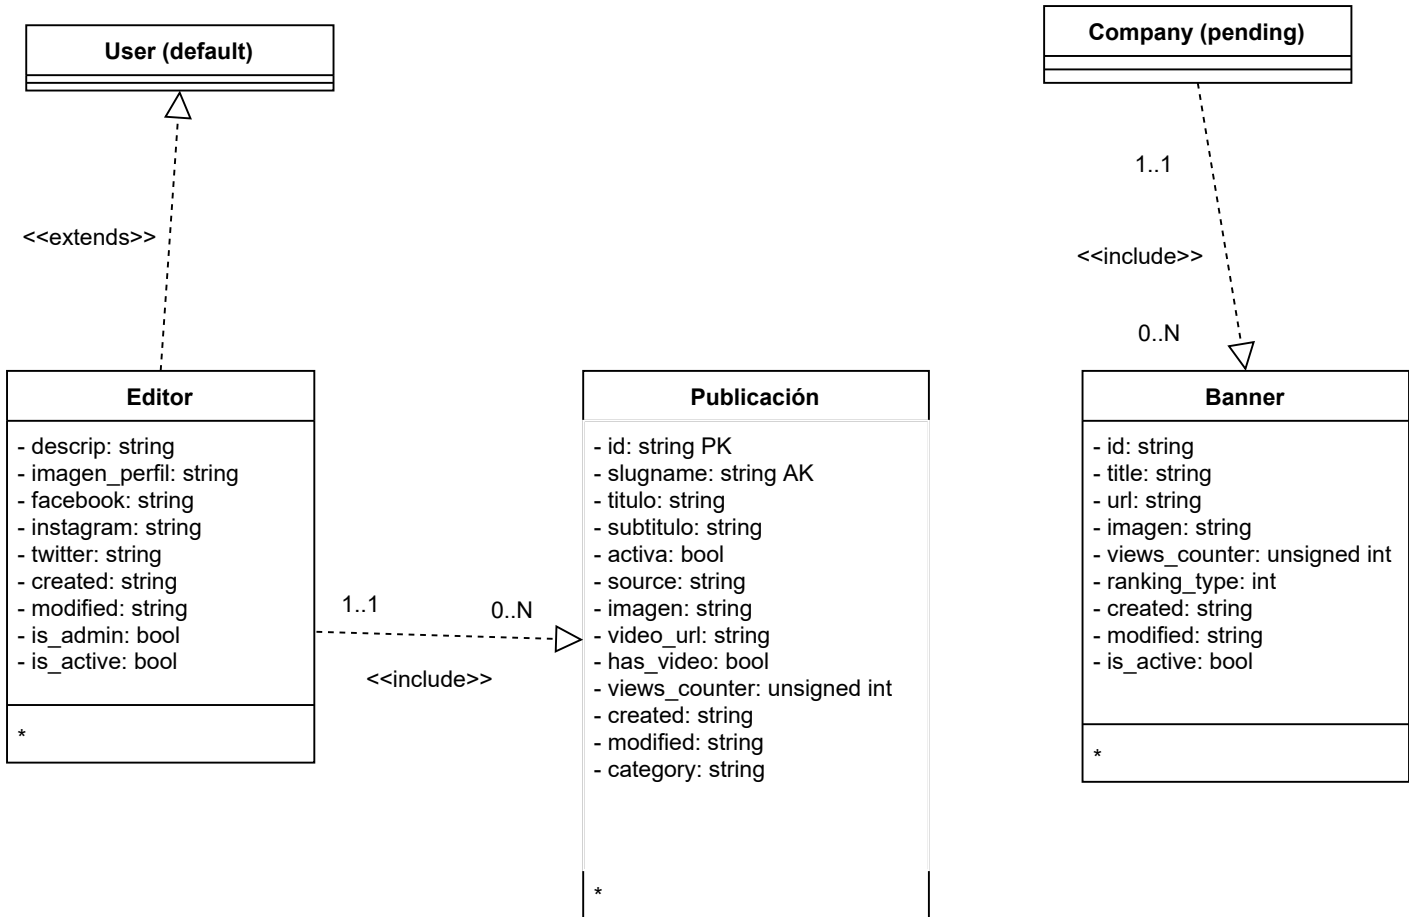 User (default)
Company (pending)
1..1
<<extends>>
<<include>>
0..N
Editor
- descrip: string
- imagen_perfil: string
- facebook: string
- instagram: string
- twitter: string
- created: string
- modified: string
- is_admin: bool
- is_active: bool
*
1..1
0..N
<<include>>
Publicación
- id: string PK
- slugname: string AK
- titulo: string
- subtitulo: string
- activa: bool
- source: string
- imagen: string
- video_url: string
- has_video: bool
- views_counter: unsigned int
- created: string
- modified: string
- category: string
*
Banner
- id: string
- title: string
- url: string
- imagen: string
- views_counter: unsigned int
- ranking_type: int
- created: string
- modified: string
- is_active: bool
*